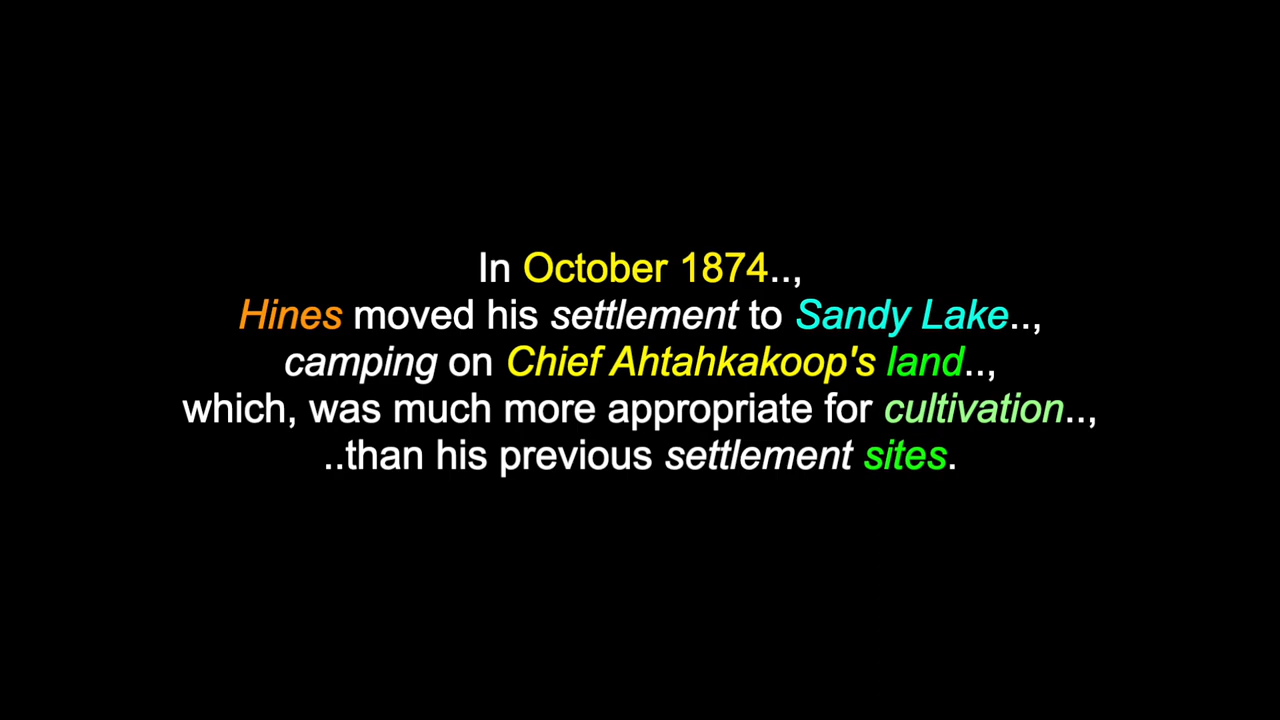 In October 1874..,
Hines moved his settlement to Sandy Lake..,
camping on Chief Ahtahkakoop's land..,
which, was much more appropriate for cultivation..,
..than his previous settlement sites.